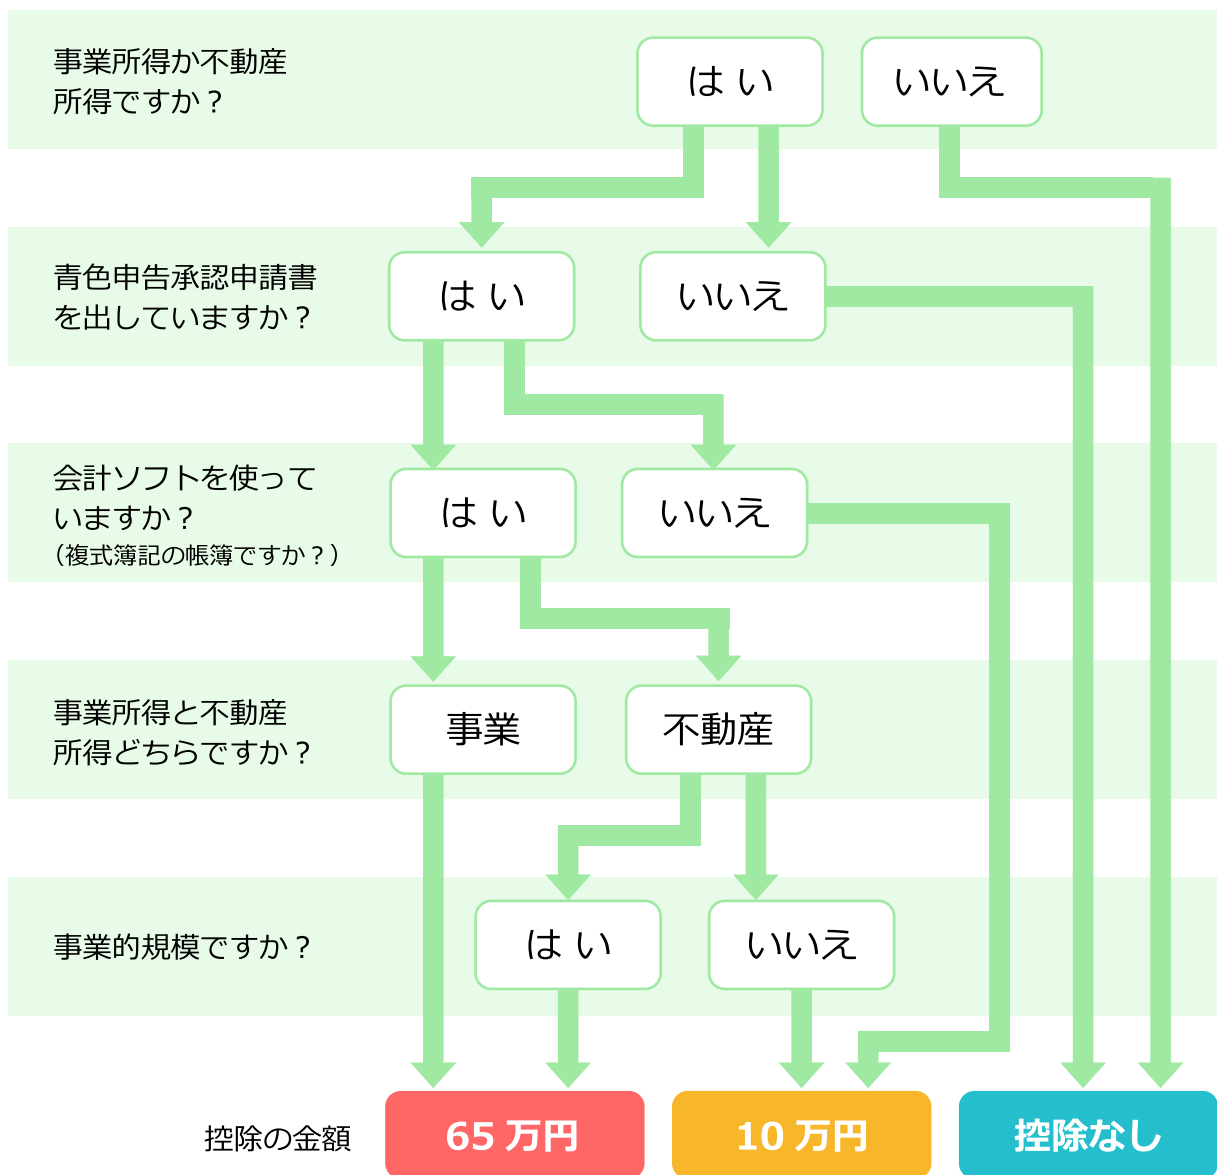 事業所得か不動産
所得ですか？
は い
いいえ
青色申告承認申請書
を出していますか？
は い
いいえ
会計ソフトを使って
いますか？
（複式簿記の帳簿ですか？）
は い
いいえ
事業所得と不動産
所得どちらですか？
事業
不動産
事業的規模ですか？
は い
いいえ
控除の金額
65 万円
10 万円
控除なし